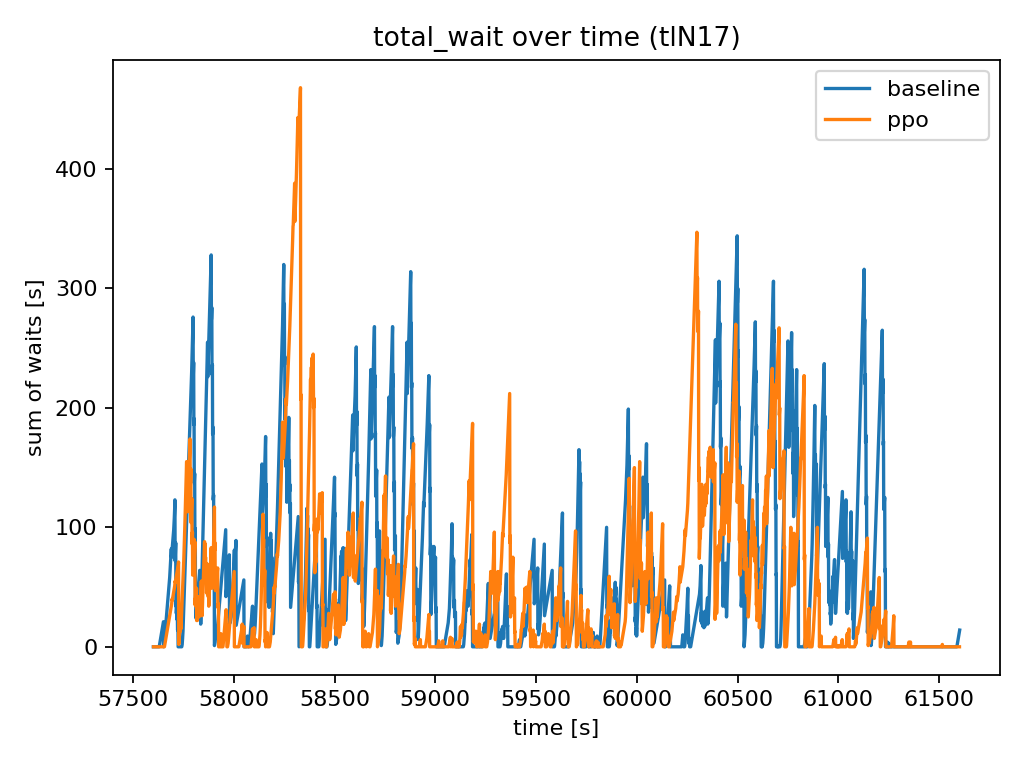 total_wait over time (tlN17)
baseline
ppo
sum of waits [s]
400
300
200
100
0
57500 58000 58500 59000 59500 60000 60500 61000 61500
time [s]